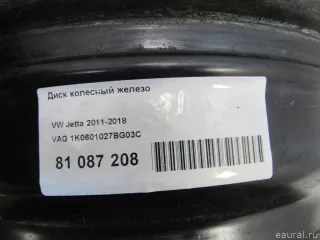 Диск колесный железо
VW Jetta 2011-2018
VAG 1K0601027BG03C
81 087 208
eaural.ru